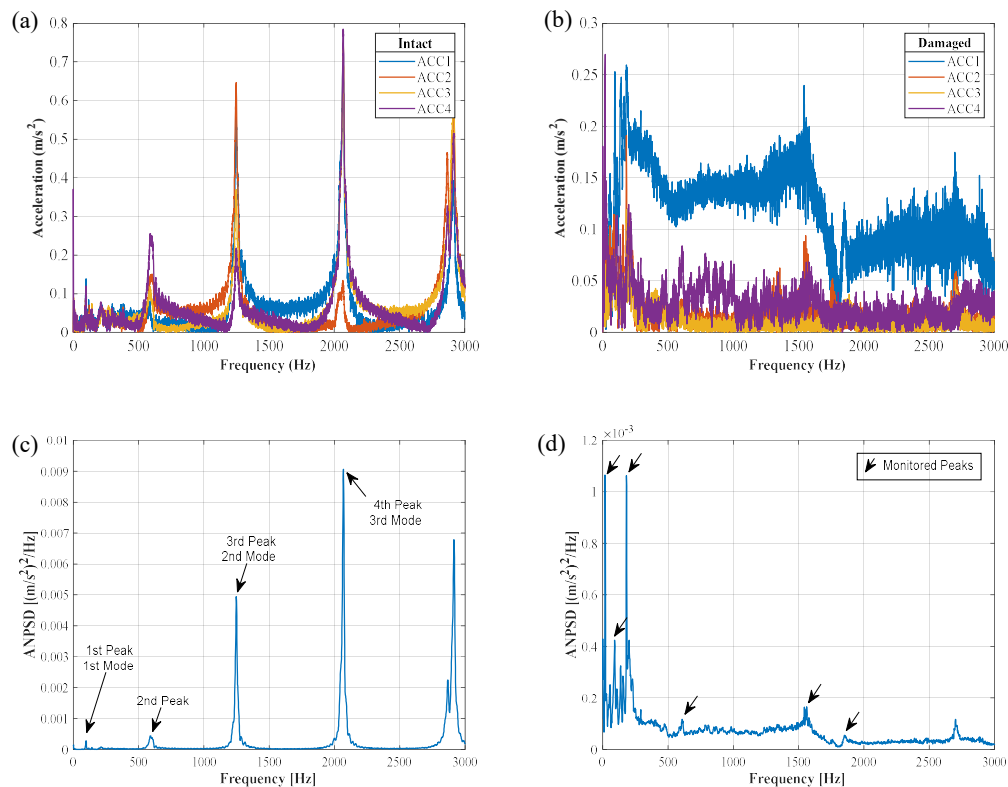 (a)
0.8
0.7
0.6
0.5
0.4
0.3
0.2
0.1
0
Acceleration (m/s²)
Intact
ACC1
ACC2
ACC3
ACC4
0 500 1000 1500 2000 2500 3000
Frequency (Hz)
(b)
0.3
0.25
0.2
0.15
0.1
0.05
0
Acceleration (m/s²)
Damaged
ACC1
ACC2
ACC3
ACC4
0 500 1000 1500 2000 2500 3000
Frequency (Hz)
(c)
0.01
0.009
0.008
0.007
0.006
0.005
0.004
0.003
0.002
0.001
0
ANPSD [(m/s²)²/Hz]
1st Peak
1st Mode
2nd Peak
3rd Peak
2nd Mode
4th Peak
3rd Mode
0 500 1000 1500 2000 2500 3000
Frequency [Hz]
(d)
×10⁻³
1.2
1
0.8
0.6
0.4
0.2
0
ANPSD [(m/s²)²/Hz]
Monitored Peaks
0 500 1000 1500 2000 2500 3000
Frequency [Hz]